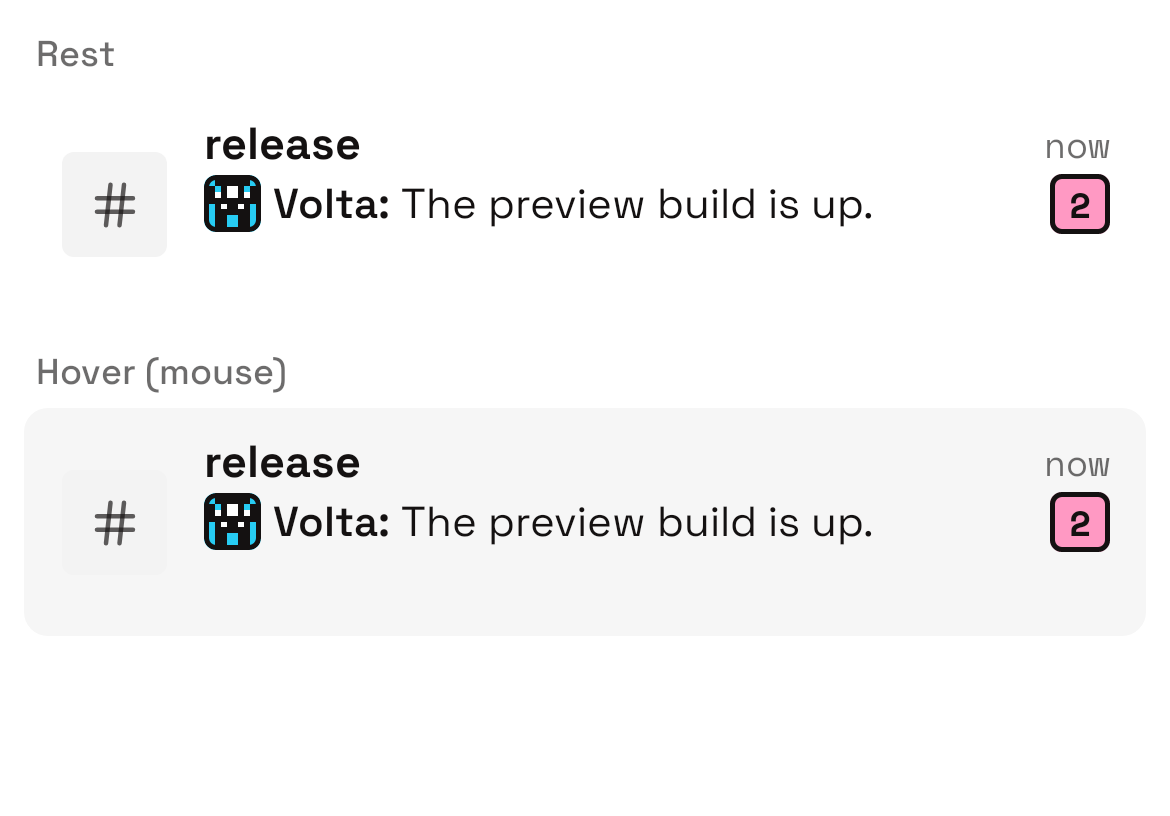 Rest
release
now
# Volta: The preview build is up.
2
Hover (mouse)
release
now
# Volta: The preview build is up.
2